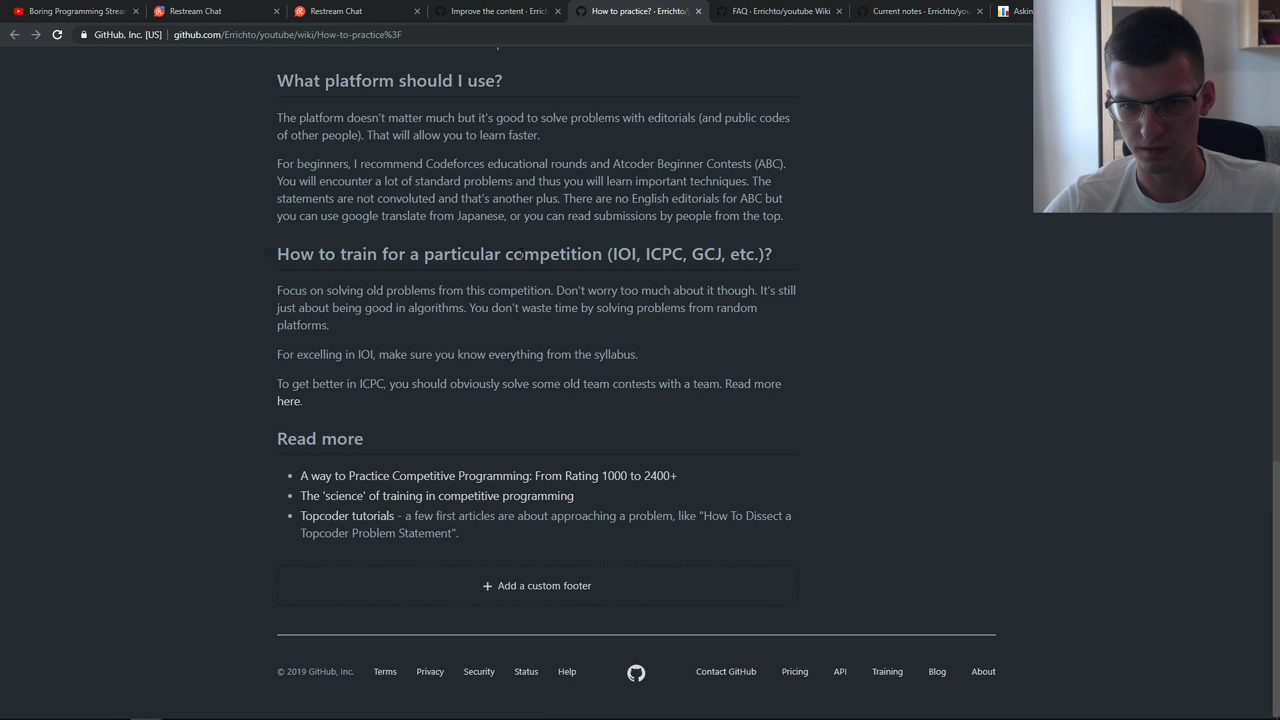 Boring Programming Strea
Restream Chat
Restream Chat
Improve the content · Errich
How to practice? · Errichto/y
FAQ · Errichto/youtube Wiki
Current notes · Errichto/yo
Askin
GitHub, Inc. [US] | github.com/Errichto/youtube/wiki/How-to-practice%3F
What platform should I use?
The platform doesn't matter much but it's good to solve problems with editorials (and public codes
of other people). That will allow you to learn faster.
For beginners, I recommend Codeforces educational rounds and Atcoder Beginner Contests (ABC).
You will encounter a lot of standard problems and thus you will learn important techniques. The
statements are not convoluted and that's another plus. There are no English editorials for ABC but
you can use google translate from Japanese, or you can read submissions by people from the top.
How to train for a particular competition (IOI, ICPC, GCJ, etc.)?
Focus on solving old problems from this competition. Don't worry too much about it though. It's still
just about being good in algorithms. You don't waste time by solving problems from random
platforms.
For excelling in IOI, make sure you know everything from the syllabus.
To get better in ICPC, you should obviously solve some old team contests with a team. Read more
here.
Read more
A way to Practice Competitive Programming: From Rating 1000 to 2400+
The 'science' of training in competitive programming
Topcoder tutorials - a few first articles are about approaching a problem, like "How To Dissect a
Topcoder Problem Statement".
+ Add a custom footer
© 2019 GitHub, Inc.
Terms
Privacy
Security
Status
Help
Contact GitHub
Pricing
API
Training
Blog
About